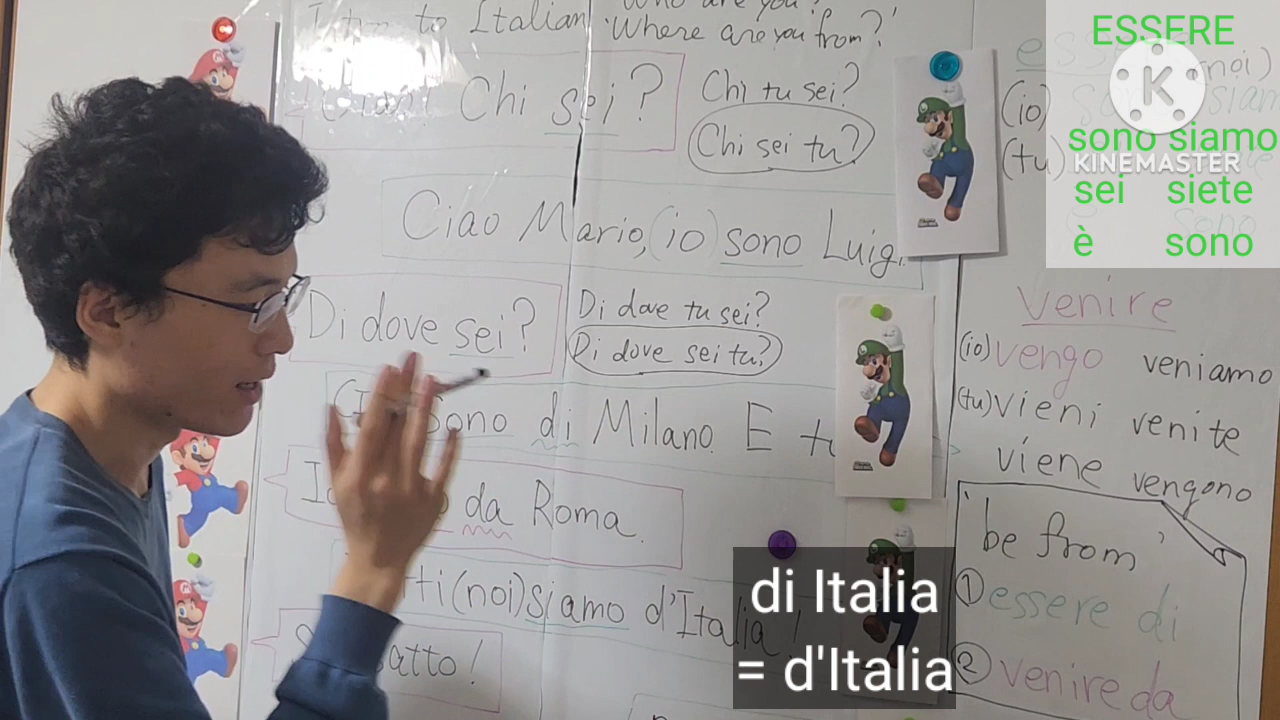 to Italian 'Who are you?'
'Where are you from?'
Chi sei?
Chi tu sei?
Chi sei tu?
Ciao Mario, (io) sono Luigi.
Di dove sei?
Di dove tu sei?
Di dove sei tu?
sono di Milano. E
da Roma.
(noi) siamo d'Italia!
atto!
ESSERE
sono siamo
sei siete
è sono
K
KINEMASTER
(noi)
(io)
(tu)
venire
(io) vengo veniamo
(tu) vieni venite
viene vengono
'be from'
① essere di
② venire da
di Italia
= d'Italia